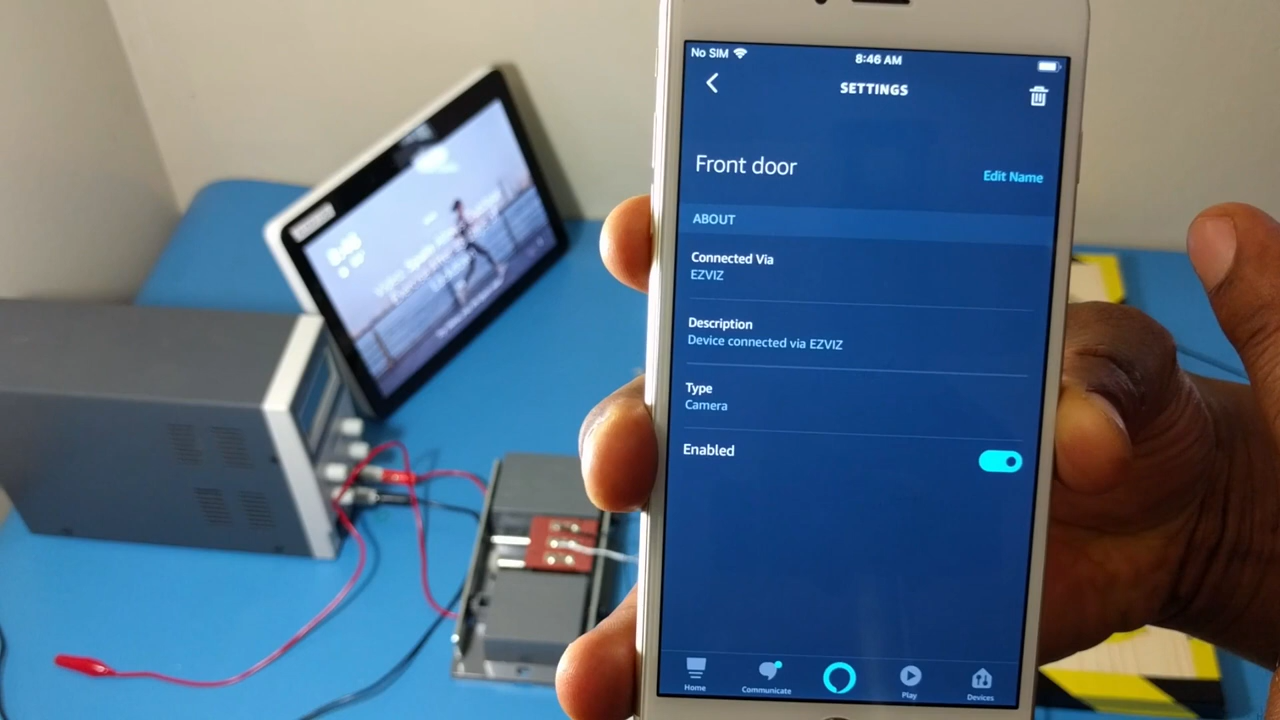 No SIM
8:46 AM
SETTINGS
Front door
Edit Name
ABOUT
Connected Via
EZVIZ
Description
Device connected via EZVIZ
Type
Camera
Enabled
Home
Communicate
Play
Devices